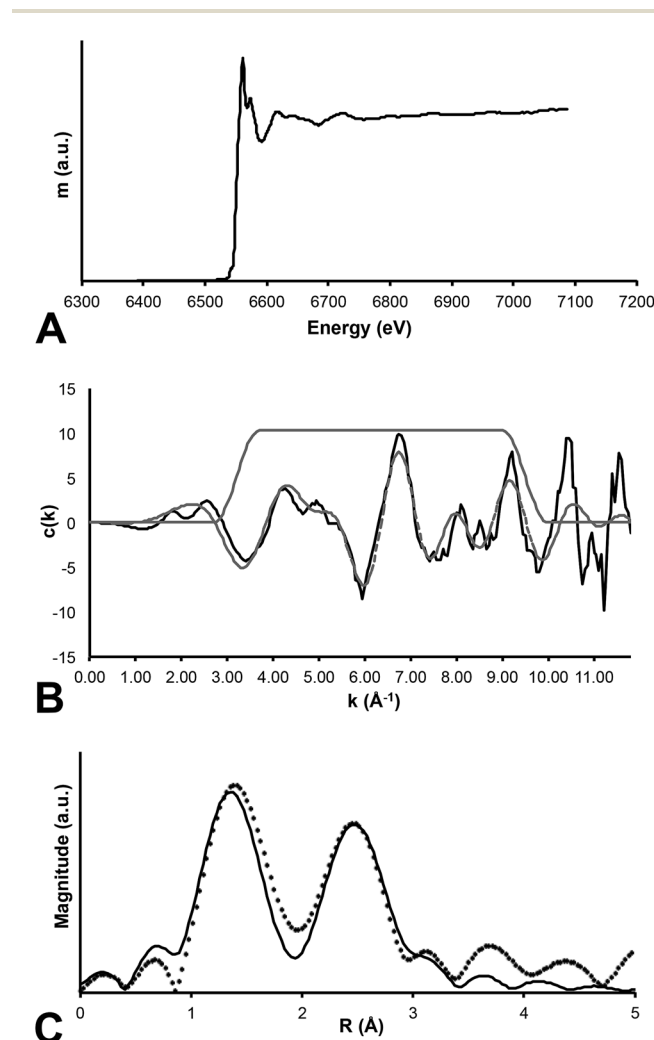 m (a.u.)
6300 6400 6500 6600 6700 6800 6900 7000 7100 7200
Energy (eV)
A
15
10
5
0
-5
-10
-15
c(k)
0.00 1.00 2.00 3.00 4.00 5.00 6.00 7.00 8.00 9.00 10.00 11.00
k (Å-1)
B
Magnitude (a.u.)
0 1 2 3 4 5
R (Å)
C